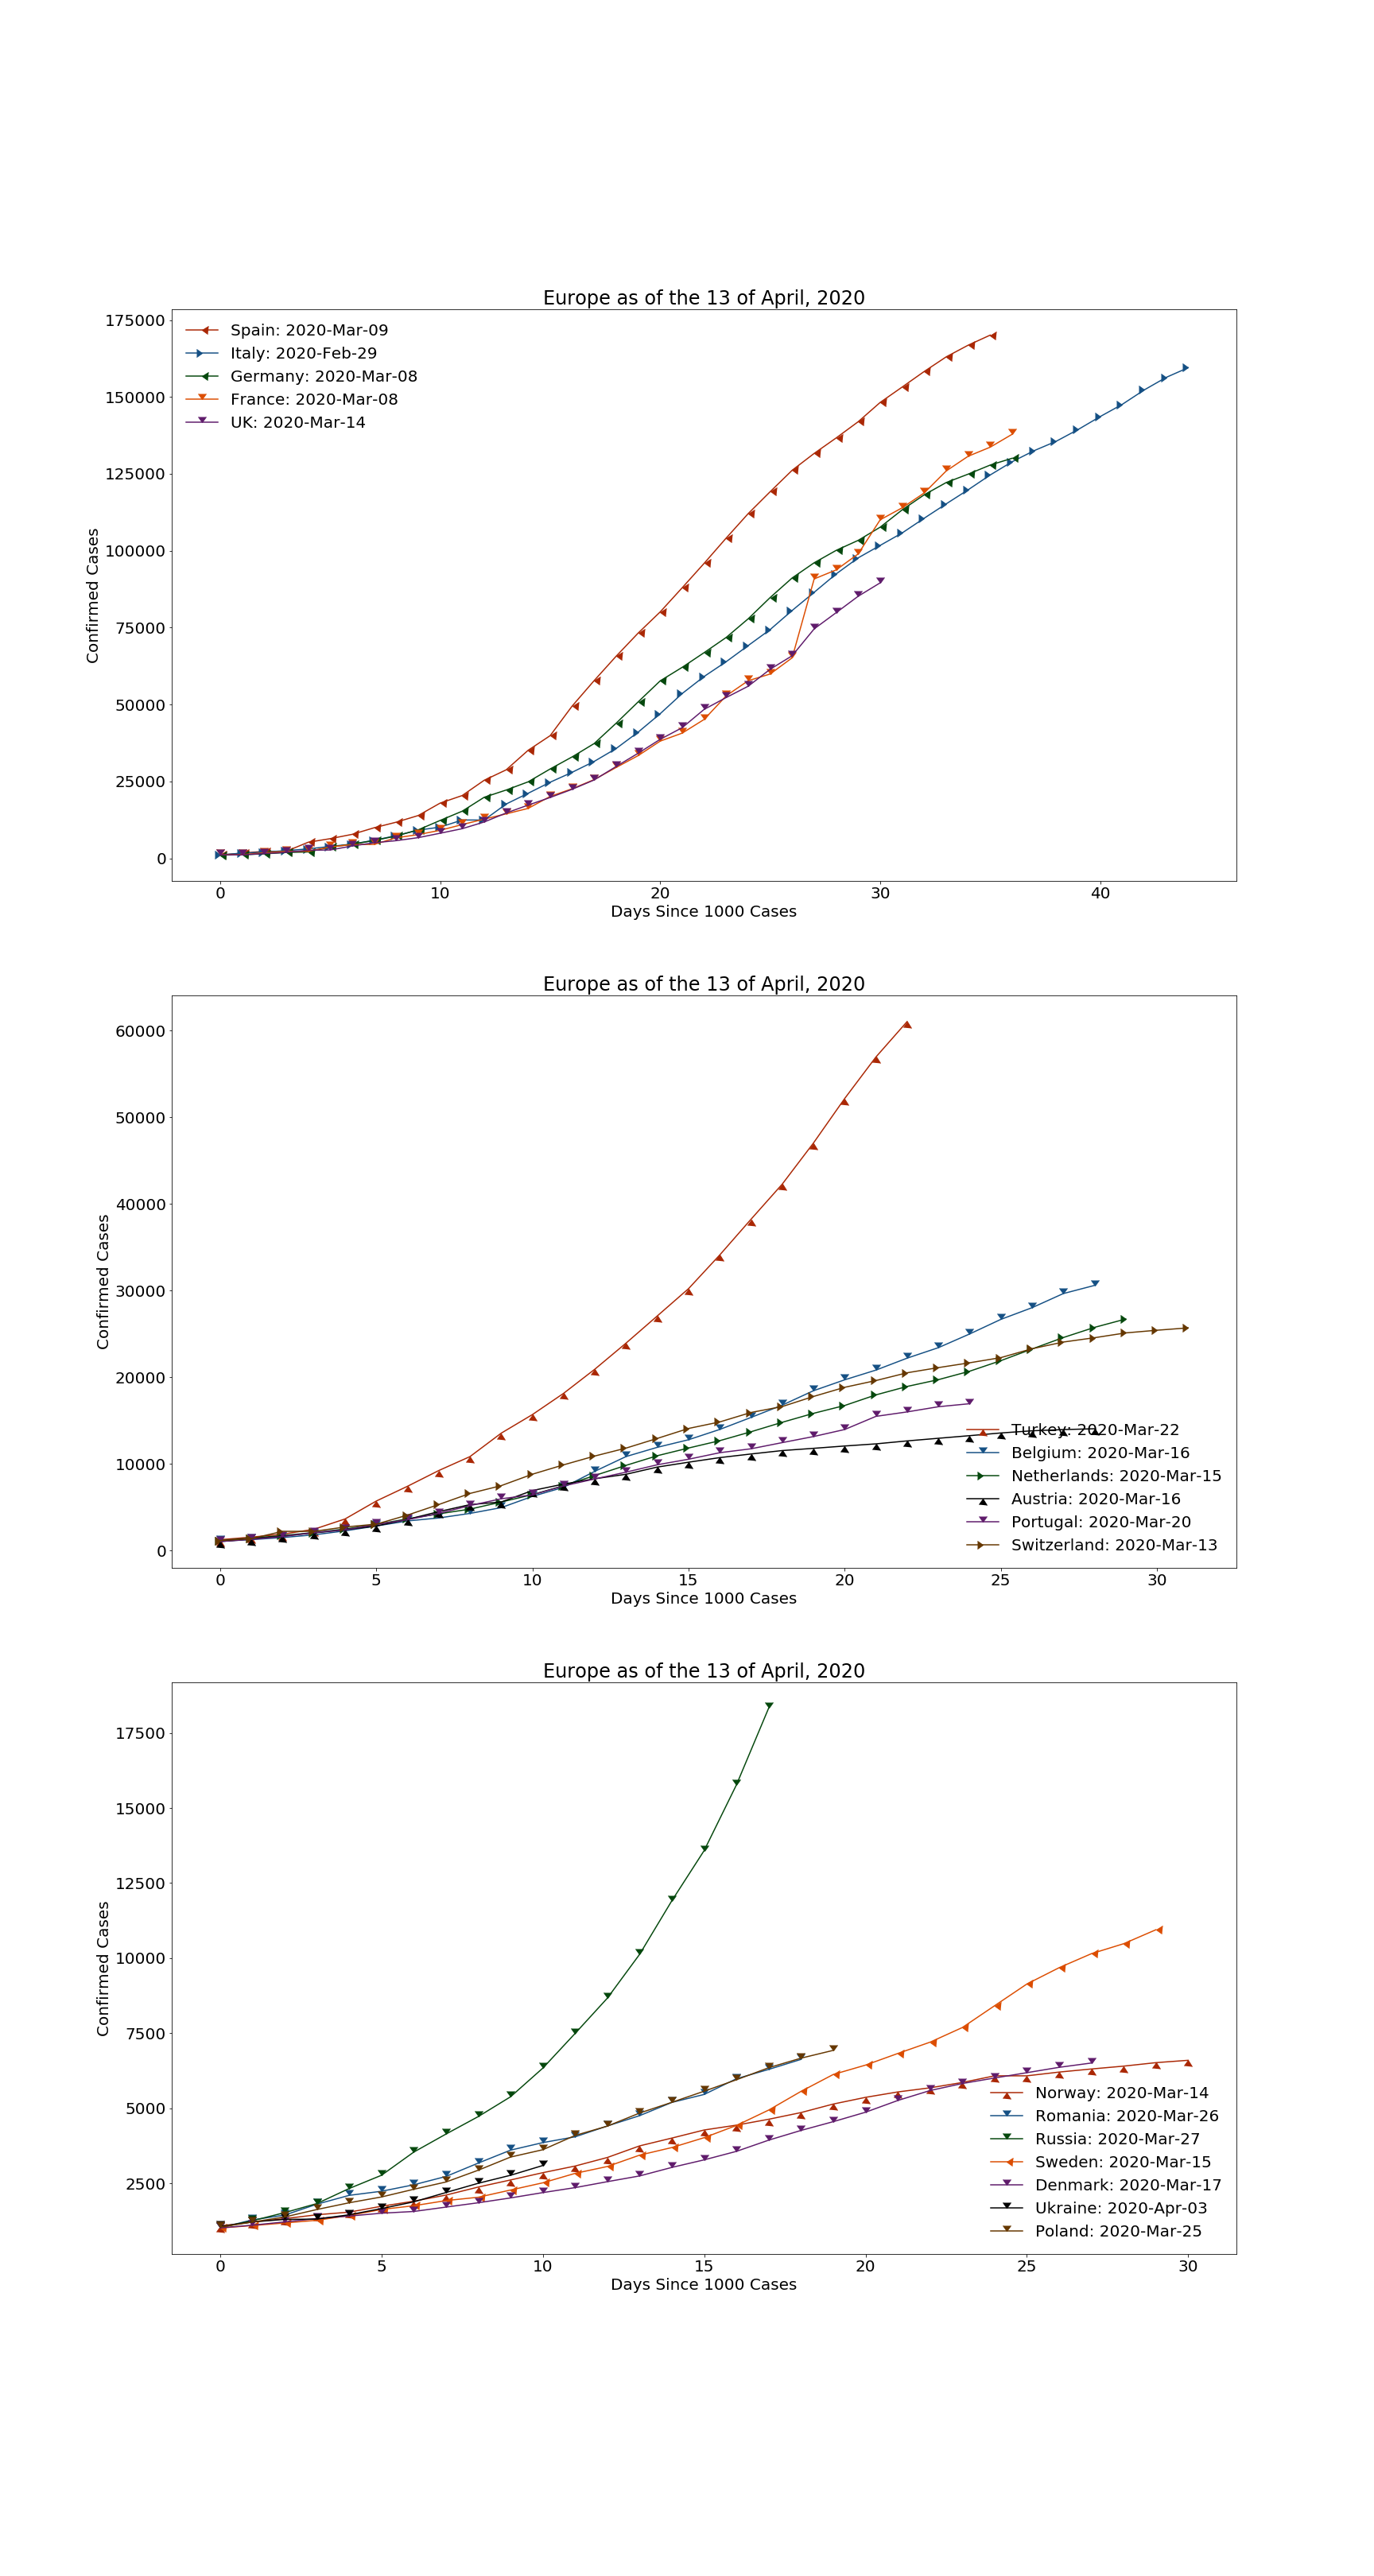 Europe as of the 13 of April, 2020
175000
150000
125000
100000
75000
50000
25000
0
Confirmed Cases
Spain: 2020-Mar-09
Italy: 2020-Feb-29
Germany: 2020-Mar-08
France: 2020-Mar-08
UK: 2020-Mar-14
0 10 20 30 40
Days Since 1000 Cases
Europe as of the 13 of April, 2020
60000
50000
40000
30000
20000
10000
0
Confirmed Cases
Turkey: 2020-Mar-22
Belgium: 2020-Mar-16
Netherlands: 2020-Mar-15
Austria: 2020-Mar-16
Portugal: 2020-Mar-20
Switzerland: 2020-Mar-13
0 5 10 15 20 25 30
Days Since 1000 Cases
Europe as of the 13 of April, 2020
17500
15000
12500
10000
7500
5000
2500
Confirmed Cases
Norway: 2020-Mar-14
Romania: 2020-Mar-26
Russia: 2020-Mar-27
Sweden: 2020-Mar-15
Denmark: 2020-Mar-17
Ukraine: 2020-Apr-03
Poland: 2020-Mar-25
0 5 10 15 20 25 30
Days Since 1000 Cases